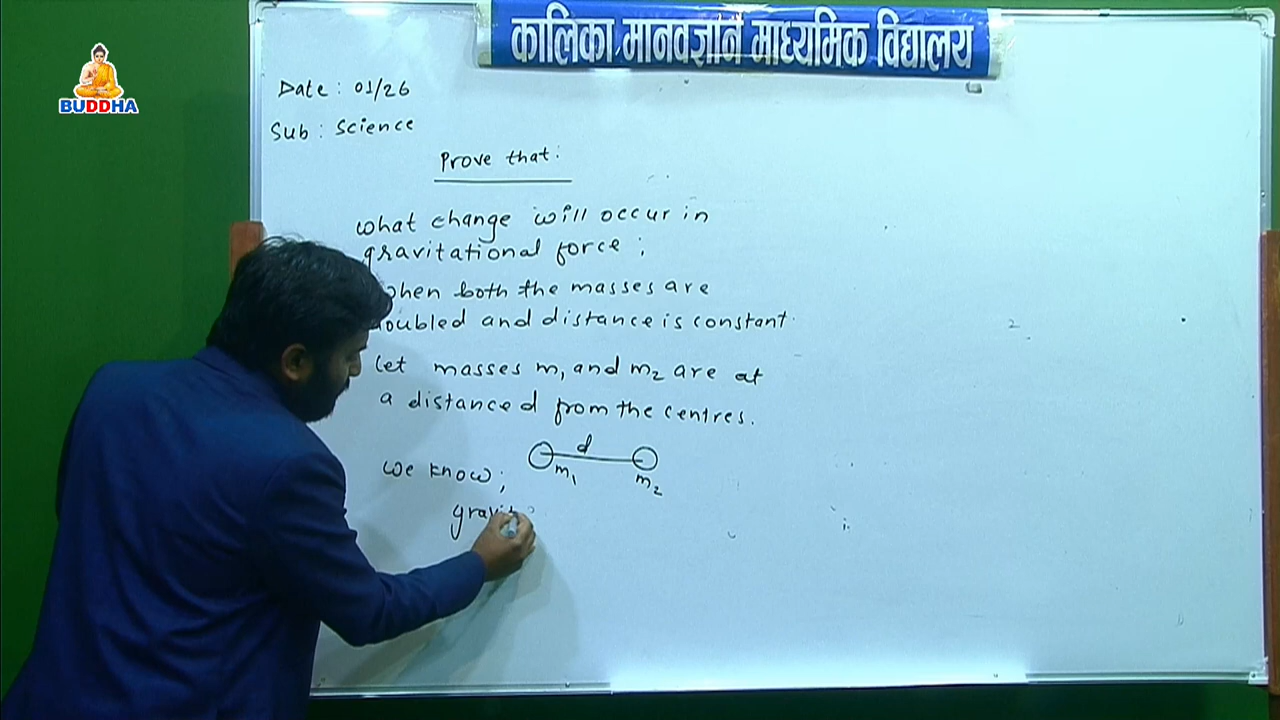 BUDDHA
कालिका मानवज्ञान माध्यमिक विद्यालय
Date: 01/26
Sub: Science
Prove that:
what change will occur in
gravitational force;
when both the masses are
doubled and distance is constant.
let masses m₁ and m₂ are at
a distance d from the centres.
d
we know;
m₁
m₂